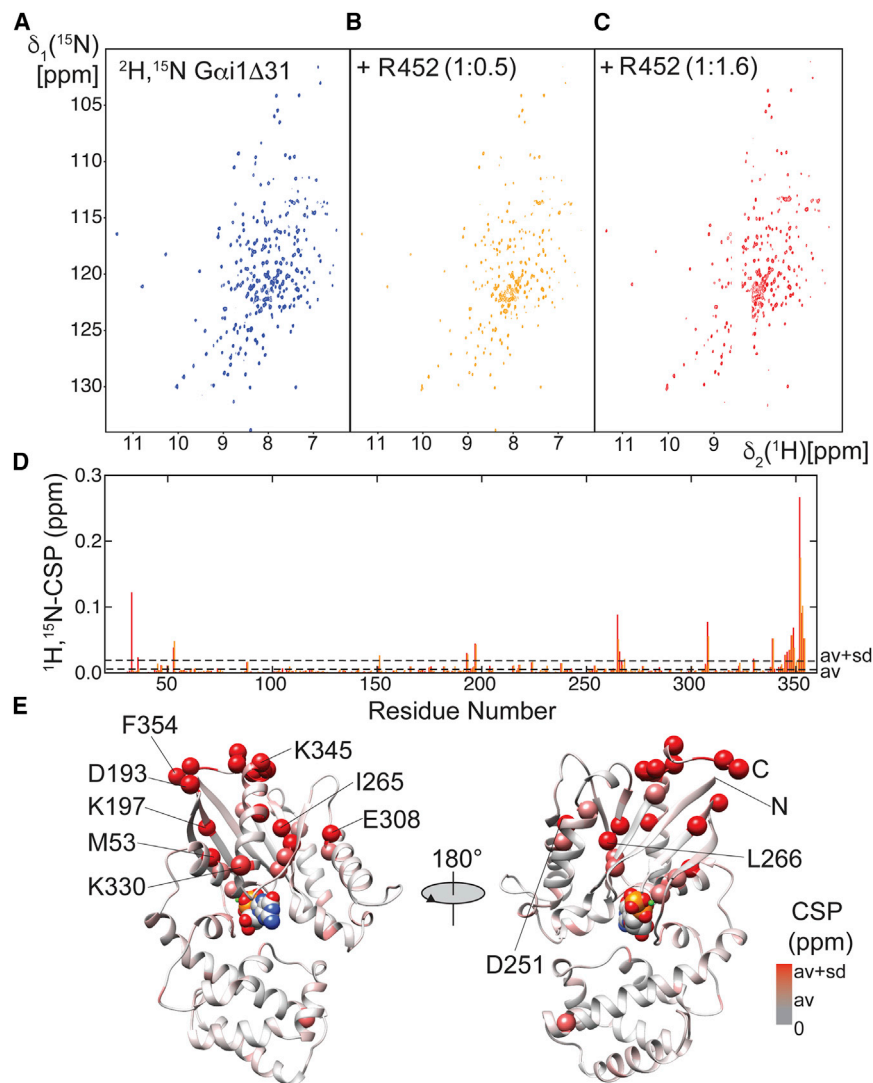 A
B
C
δ₁(¹⁵N)
[ppm]
²H,¹⁵N Gαi1Δ31
+ R452 (1:0.5)
+ R452 (1:1.6)
105
110
115
120
125
130
11 10 9 8 7
11 10 9 8 7
11 10 9
δ₂(¹H)[ppm]
D
¹H,¹⁵N-CSP (ppm)
0.3
0.2
0.1
0.0
av+sd
av
50 100 150 200 250 300 350
Residue Number
E
F354
D193
K197
M53
K330
K345
I265
E308
180°
C
N
L266
D251
CSP
(ppm)
av+sd
av
0